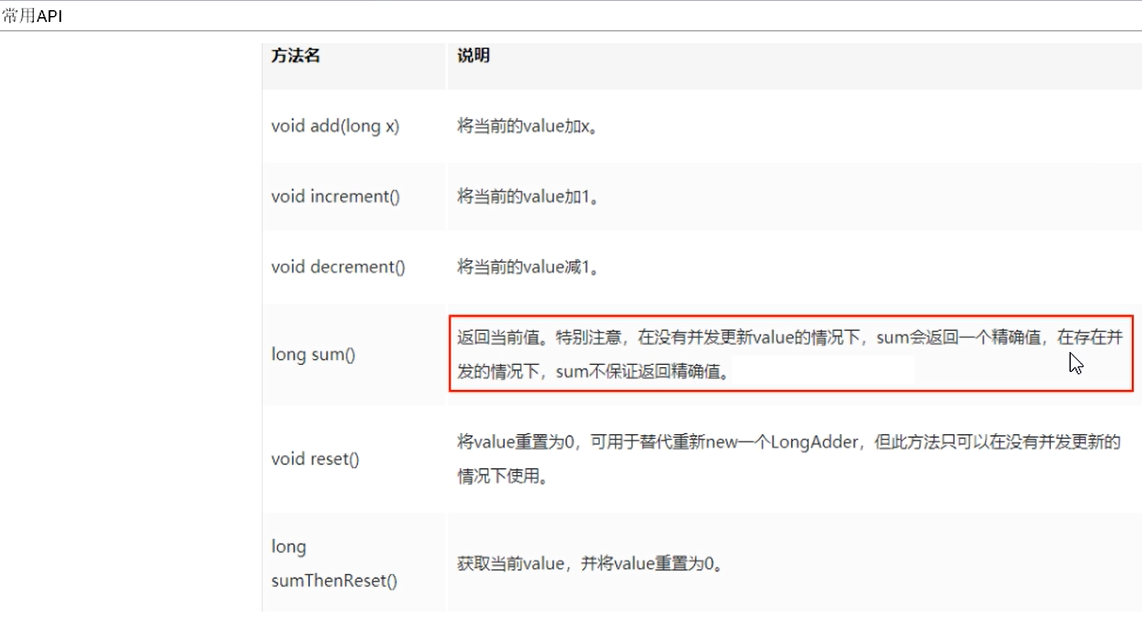 常用API
方法名 说明
void add(long x) 将当前的value加x。
void increment() 将当前的value加1。
void decrement() 将当前的value减1。
long sum() 返回当前值。特别注意，在没有并发更新value的情况下，sum会返回一个精确值，在存在并
发的情况下，sum不保证返回精确值。
void reset() 将value重置为0，可用于替代重新new一个LongAdder，但此方法只可以在没有并发更新的
情况下使用。
long
sumThenReset() 获取当前value，并将value重置为0。